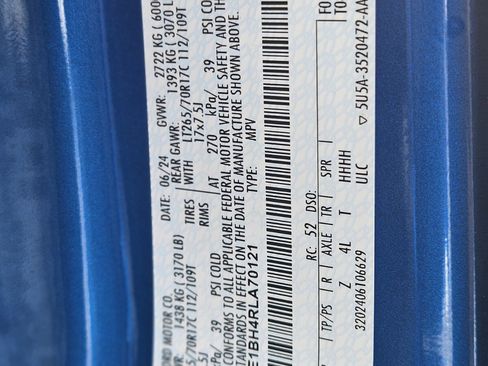 ORD MOTOR CO.
DATE: 06/24 GVWR: 2722 KG ( 600
1438 KG ( 3170 LB) REAR GAWR: 1393 KG ( 3070 L
70R17C 112/109T TIRES WITH LT265/70R17C 112/109T
.5J RIMS 17x7.5J
kPa/ 39 PSI COLD AT 270 kPa/ 39 PSI CO
CONFORMS TO ALL APPLICABLE FEDERAL MOTOR VEHICLE SAFETY AND
STANDARDS IN EFFECT ON THE DATE OF MANUFACTURE SHOWN ABOVE.
E1BH4RLA70121 TYPE: MPV
RC: 52 DSO:
TP/PS R AXLE TR SPR
Z 4L T HHHH
3202406106629 ULC
▽ 5U5A-3520472-AA